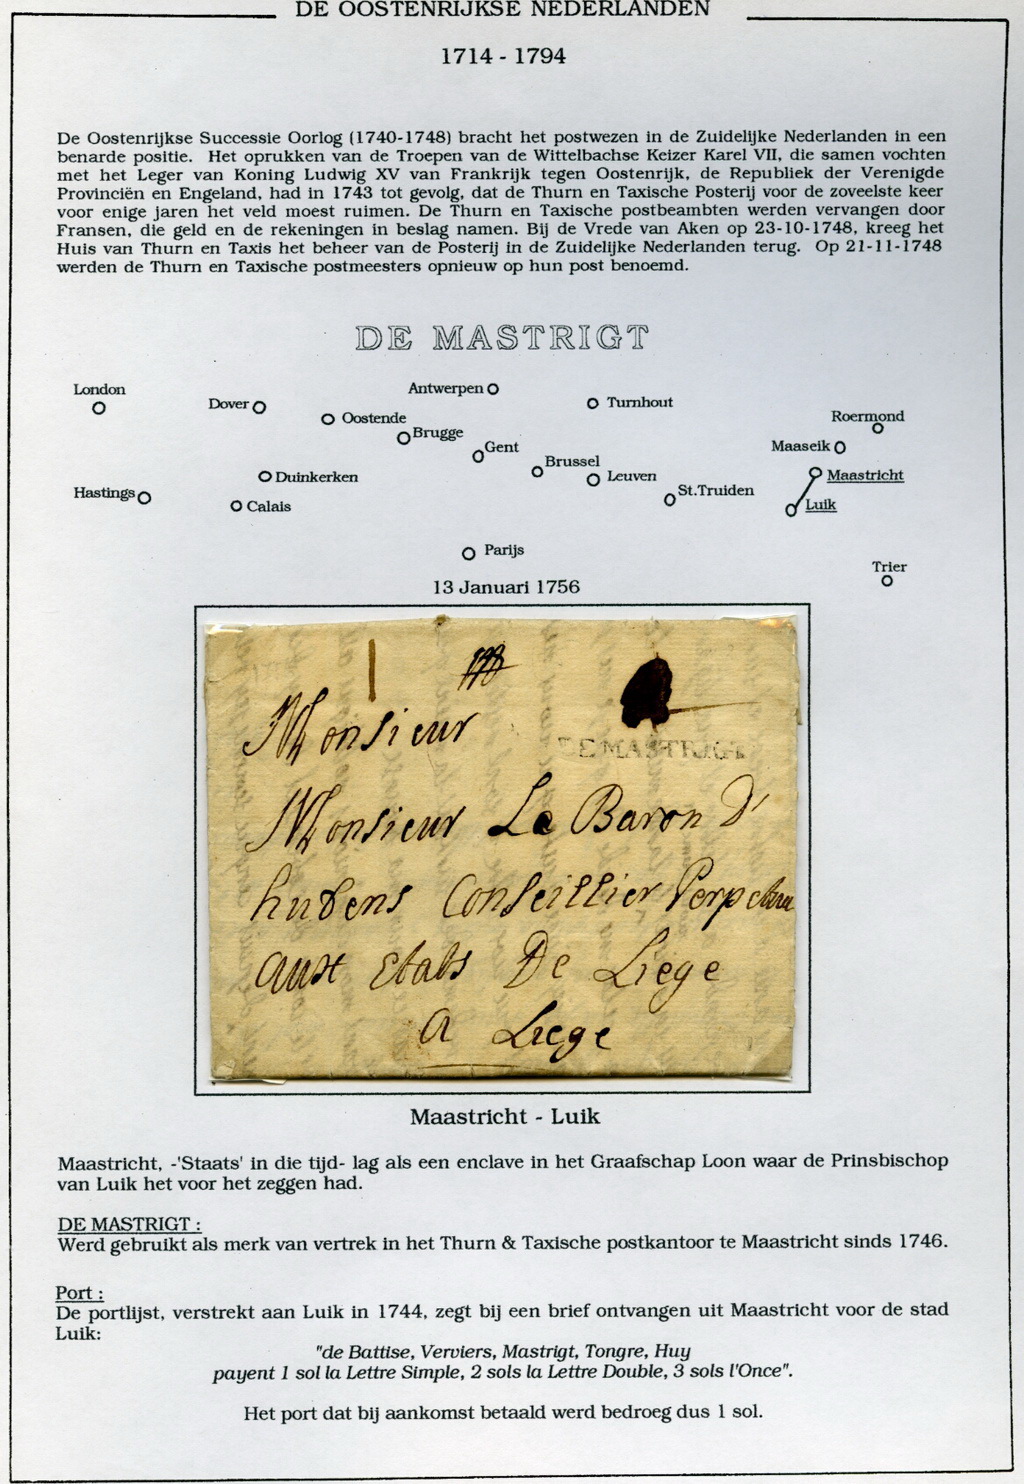 DE OOSTENRIJKSE NEDERLANDEN
1714 - 1794
De Oostenrijkse Successie Oorlog (1740-1748) bracht het postwezen in de Zuidelijke Nederlanden in een
benarde positie. Het oprukken van de Troepen van de Wittelbachse Keizer Karel VII, die samen vochten
met het Leger van Koning Ludwig XV van Frankrijk tegen Oostenrijk, de Republiek der Verenigde
Provinciën en Engeland, had in 1743 tot gevolg, dat de Thurn en Taxische Posterij voor de zoveelste keer
voor enige jaren het veld moest ruimen. De Thurn en Taxische postbeambten werden vervangen door
Fransen, die geld en de rekeningen in beslag namen. Bij de Vrede van Aken op 23-10-1748, kreeg het
Huis van Thurn en Taxis het beheer van de Posterij in de Zuidelijke Nederlanden terug. Op 21-11-1748
werden de Thurn en Taxische postmeesters opnieuw op hun post benoemd.
DE MASTRIGT
London
Dover
Antwerpen
Turnhout
Oostende
Roermond
Brugge
Gent
Maaseik
Brussel
Duinkerken
Leuven
Maastricht
Hastings
St.Truiden
Calais
Luik
Parijs
Trier
13 Januari 1756
Monsieur
DE MASTRIGT
Monsieur Le Baron D'
hubens Conseillier Perpetuu
aux Etats De Liege
a Liege
Maastricht - Luik
Maastricht, -'Staats' in die tijd- lag als een enclave in het Graafschap Loon waar de Prinsbischop
van Luik het voor het zeggen had.
DE MASTRIGT :
Werd gebruikt als merk van vertrek in het Thurn & Taxische postkantoor te Maastricht sinds 1746.
Port :
De portlijst, verstrekt aan Luik in 1744, zegt bij een brief ontvangen uit Maastricht voor de stad
Luik:
"de Battise, Verviers, Mastrigt, Tongre, Huy
payent 1 sol la Lettre Simple, 2 sols la Lettre Double, 3 sols l'Once".
Het port dat bij aankomst betaald werd bedroeg dus 1 sol.